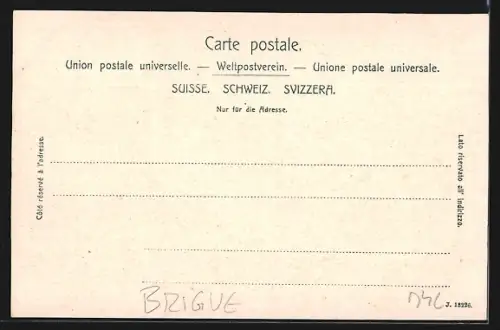 Carte postale.
Union postale universelle. — Weltpostverein. — Unione postale universale.
SUISSE. SCHWEIZ. SVIZZERA.
Nur für die Adresse.
Côté réservé à l'adresse.
Lato riservato all' indirizzo.
BRIGUE
J. 13236.